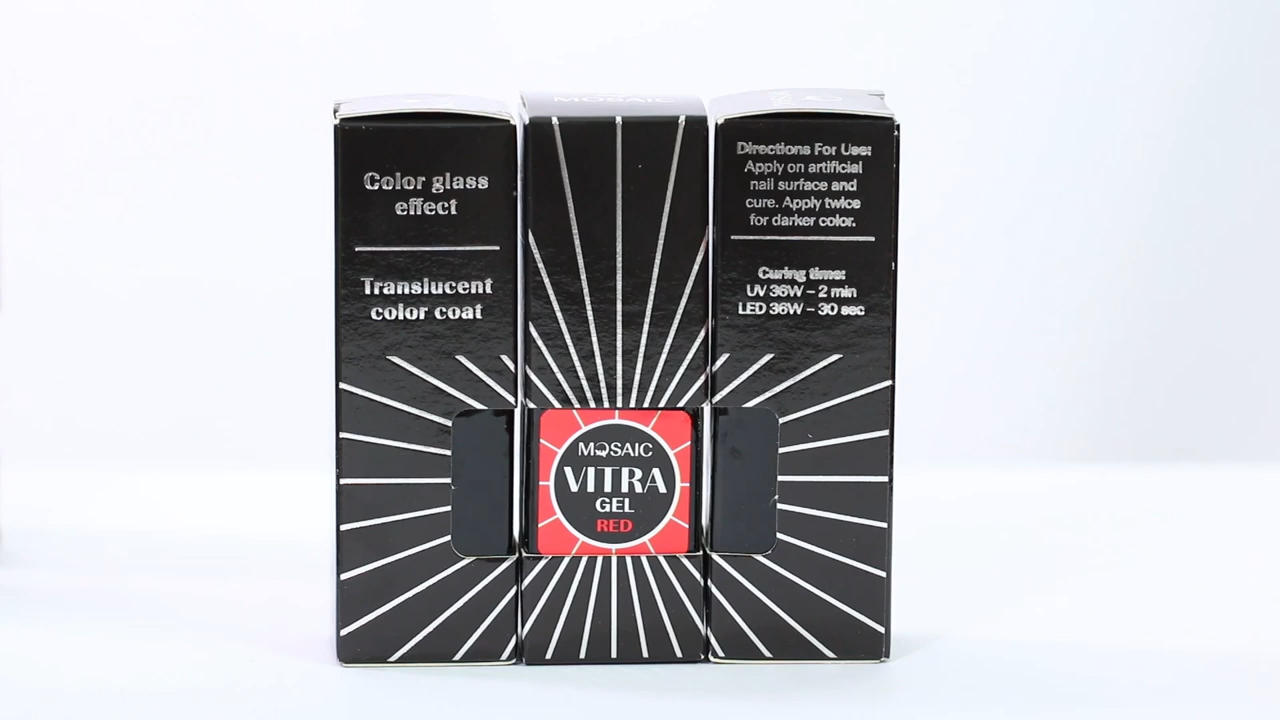 Color glass
effect
Translucent
color coat
MOSAIC
MOSAIC
VITRA
GEL
RED
Directions For Use:
Apply on artificial
nail surface and
cure. Apply twice
for darker color.
Curing time:
UV 36W – 2 min
LED 36W – 30 sec